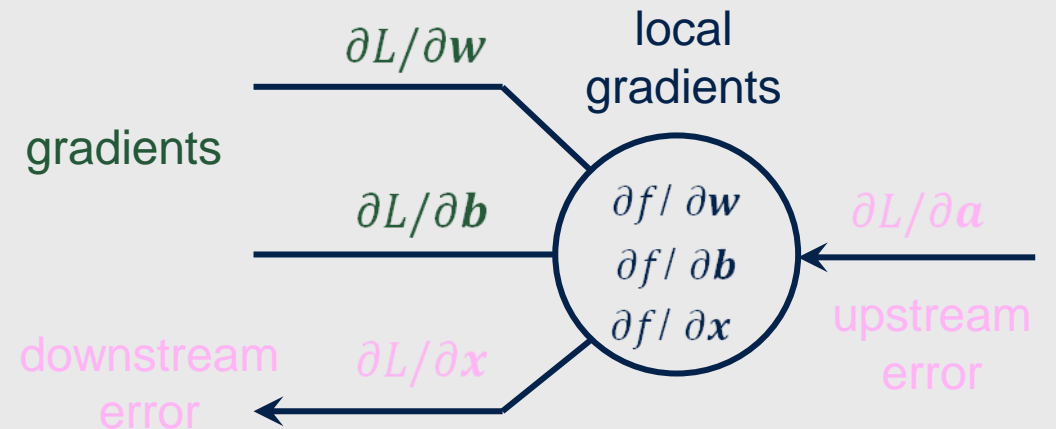 ∂L/∂w
local
gradients
gradients
∂L/∂b
∂f/ ∂w
∂f/ ∂b
∂f/ ∂x
∂L/∂a
upstream
error
downstream
error
∂L/∂x